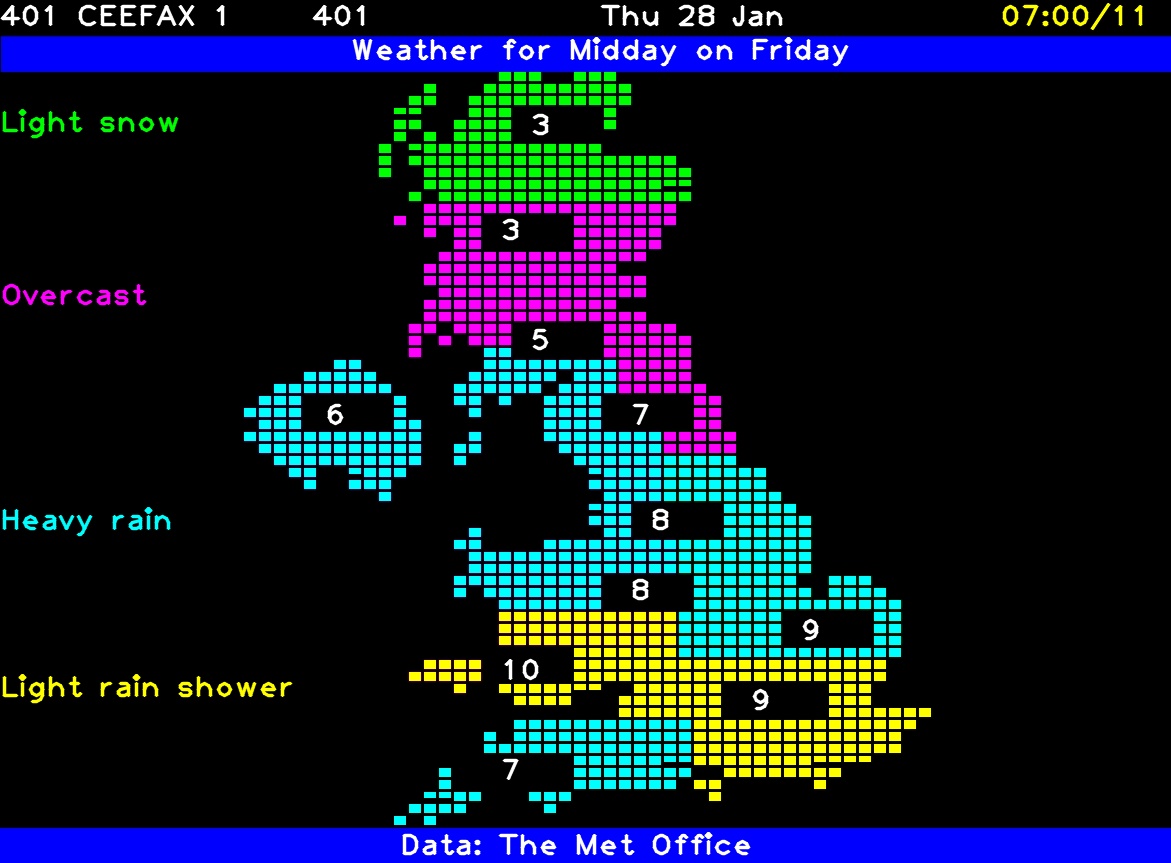 401 CEEFAX 1 401 Thu 28 Jan 07:00/11
Weather for Midday on Friday
Light snow
3
3
Overcast
5
6
7
Heavy rain
8
8
9
10
Light rain shower
9
7
Data: The Met Office